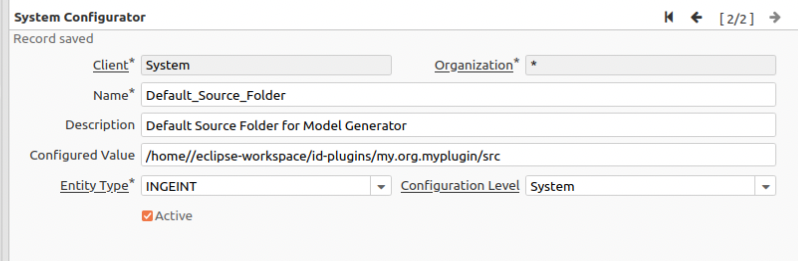 System Configurator [2/2]
Record saved
Client* System Organization* *
Name* Default_Source_Folder
Description Default Source Folder for Model Generator
Configured Value /home//eclipse-workspace/id-plugins/my.org.myplugin/src
Entity Type* INGEINT Configuration Level System
Active